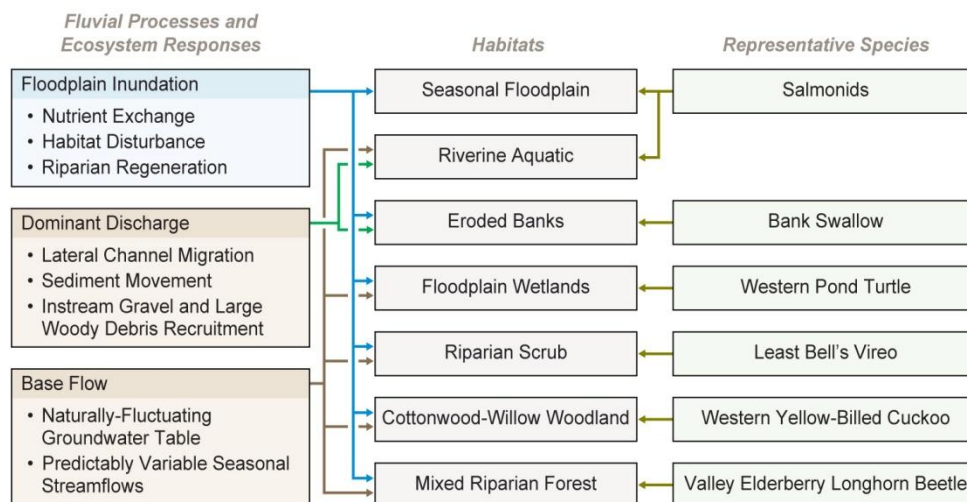 Fluvial Processes and
Ecosystem Responses
Habitats
Representative Species
Floodplain Inundation
• Nutrient Exchange
• Habitat Disturbance
• Riparian Regeneration
Dominant Discharge
• Lateral Channel Migration
• Sediment Movement
• Instream Gravel and Large
Woody Debris Recruitment
Base Flow
• Naturally-Fluctuating
Groundwater Table
• Predictably Variable Seasonal
Streamflows
Seasonal Floodplain
Riverine Aquatic
Eroded Banks
Floodplain Wetlands
Riparian Scrub
Cottonwood-Willow Woodland
Mixed Riparian Forest
Salmonids
Bank Swallow
Western Pond Turtle
Least Bell's Vireo
Western Yellow-Billed Cuckoo
Valley Elderberry Longhorn Beetle